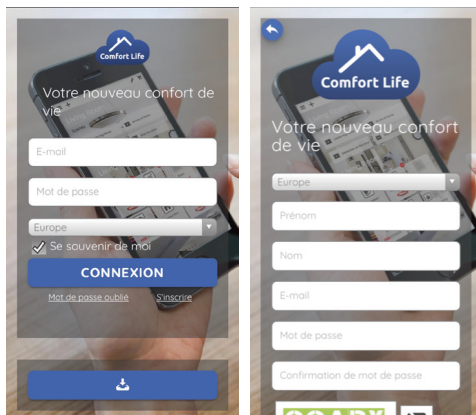 Comfort Life
Votre nouveau confort de
vie
E-mail
Mot de passe
Europe
Se souvenir de moi
CONNEXION
Mot de passe oublié
S'inscrire
Comfort Life
Votre nouveau confort
de vie
Europe
Prénom
Nom
E-mail
Mot de passe
Confirmation de mot de passe